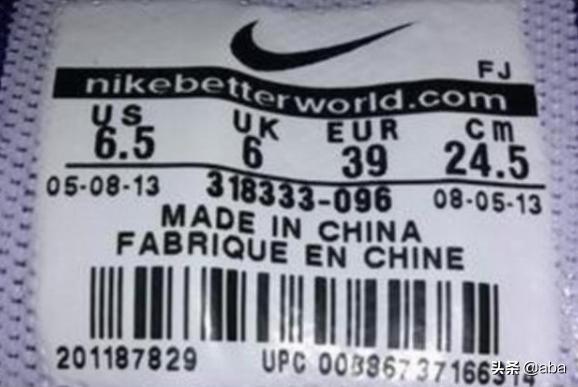 FJ
nikebetterworld.com
US UK EUR cm
6.5 6 39 24.5
05-08-13 318333-096 08-05-13
MADE IN CHINA
FABRIQUE EN CHINE
201187829 UPC
头条 @aba